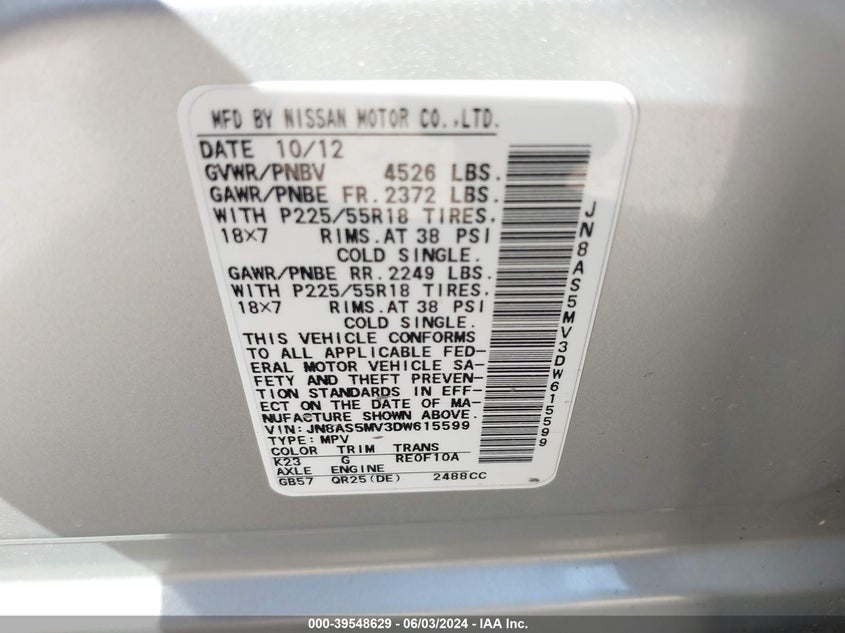 MFD BY NISSAN MOTOR CO.,LTD.
DATE 10/12
GVWR/PNBV 4526 LBS.
GAWR/PNBE FR. 2372 LBS.
WITH P225/55R18 TIRES.
18×7 RIMS.AT 38 PSI
COLD SINGLE.
GAWR/PNBE RR. 2249 LBS.
WITH P225/55R18 TIRES.
18×7 RIMS.AT 38 PSI
COLD SINGLE.
THIS VEHICLE CONFORMS
TO ALL APPLICABLE FED-
ERAL MOTOR VEHICLE SA-
FETY AND THEFT PREVEN-
TION STANDARDS IN EFF-
ECT ON THE DATE OF MA-
NUFACTURE SHOWN ABOVE.
VIN: JN8AS5MV3DW615599
TYPE: MPV
COLOR TRIM TRANS
K23 G RE0F10A
AXLE ENGINE
GB57 QR25(DE) 2488CC
JN8AS5MV3DW615599
000-39548629 - 06/03/2024 - IAA Inc.